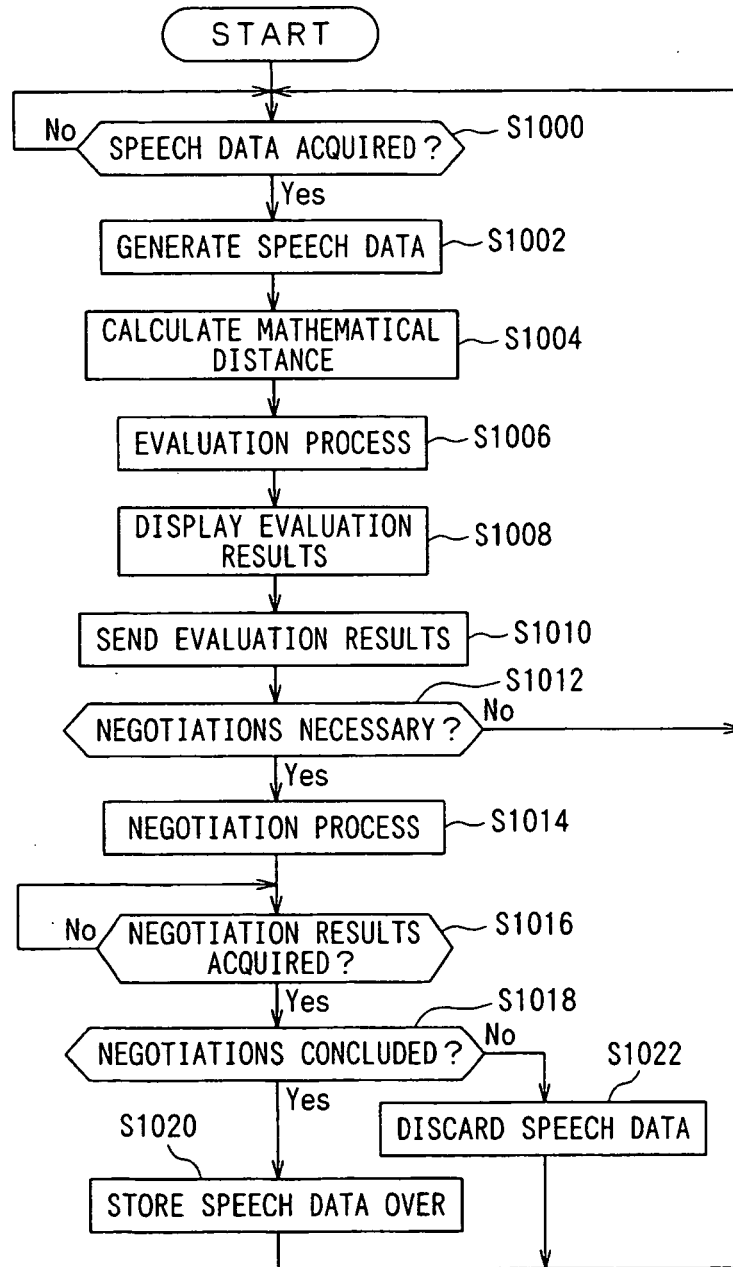 START
No
SPEECH DATA ACQUIRED?
S1000
Yes
GENERATE SPEECH DATA
S1002
CALCULATE MATHEMATICAL
DISTANCE
S1004
EVALUATION PROCESS
S1006
DISPLAY EVALUATION
RESULTS
S1008
SEND EVALUATION RESULTS
S1010
S1012
NEGOTIATIONS NECESSARY?
No
Yes
NEGOTIATION PROCESS
S1014
No
NEGOTIATION RESULTS
ACQUIRED?
S1016
Yes
S1018
NEGOTIATIONS CONCLUDED?
No
Yes
S1022
DISCARD SPEECH DATA
S1020
STORE SPEECH DATA OVER